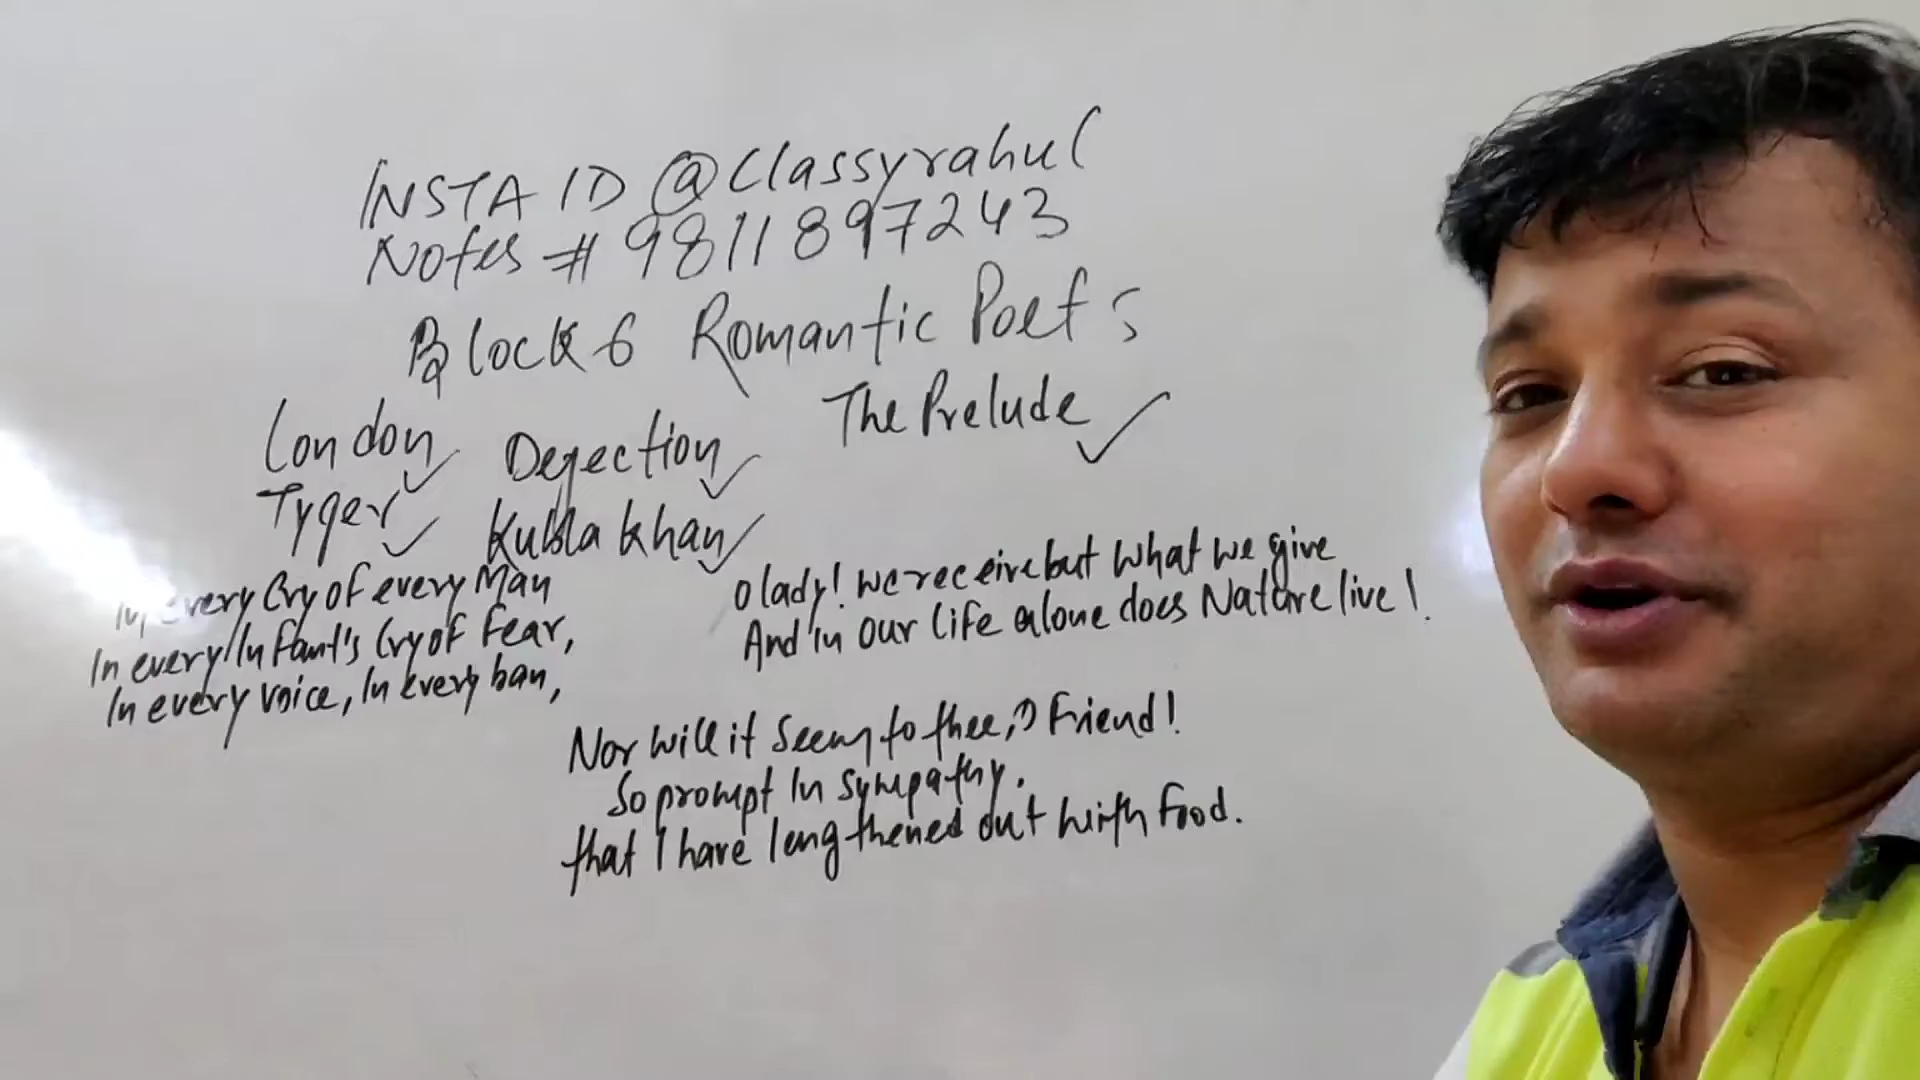 INSTA ID @Classyrahul
Notes # 9811897243
Block 6 Romantic Poets
London Dejection The Prelude
Tyger Kubla khan
In every Cry of every Man
In every Infant's Cry of Fear,
In every voice, In every ban,
O lady! we receive but what we give
And in our life alone does Nature live!
Nor will it seem to thee, O Friend!
So prompt In sympathy.
that I have lengthened out with Food.